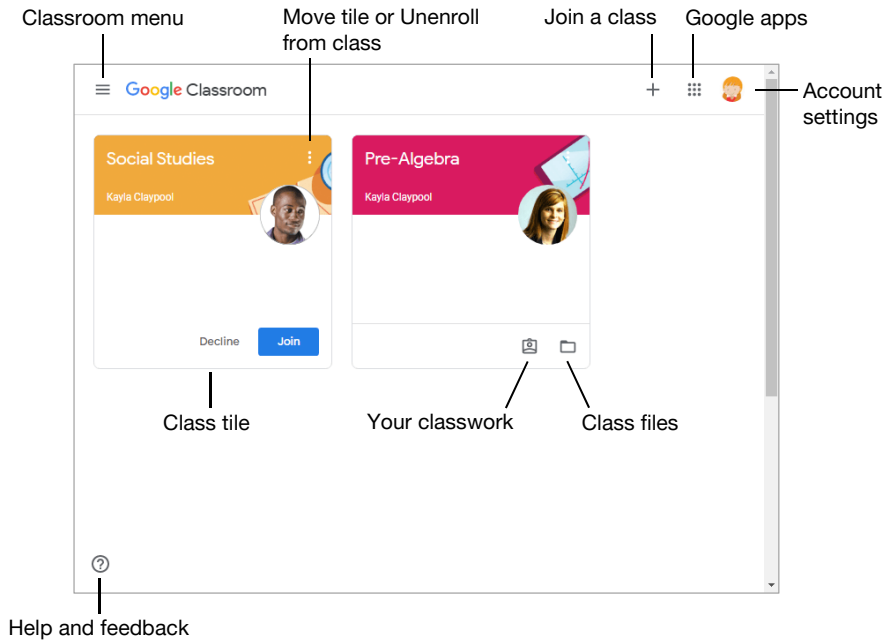 Classroom menu
Move tile or Unenroll
from class
Join a class
Google apps
Google Classroom
Account
settings
Social Studies
Kayla Claypool
Pre-Algebra
Kayla Claypool
Decline
Join
Class tile
Your classwork
Class files
Help and feedback